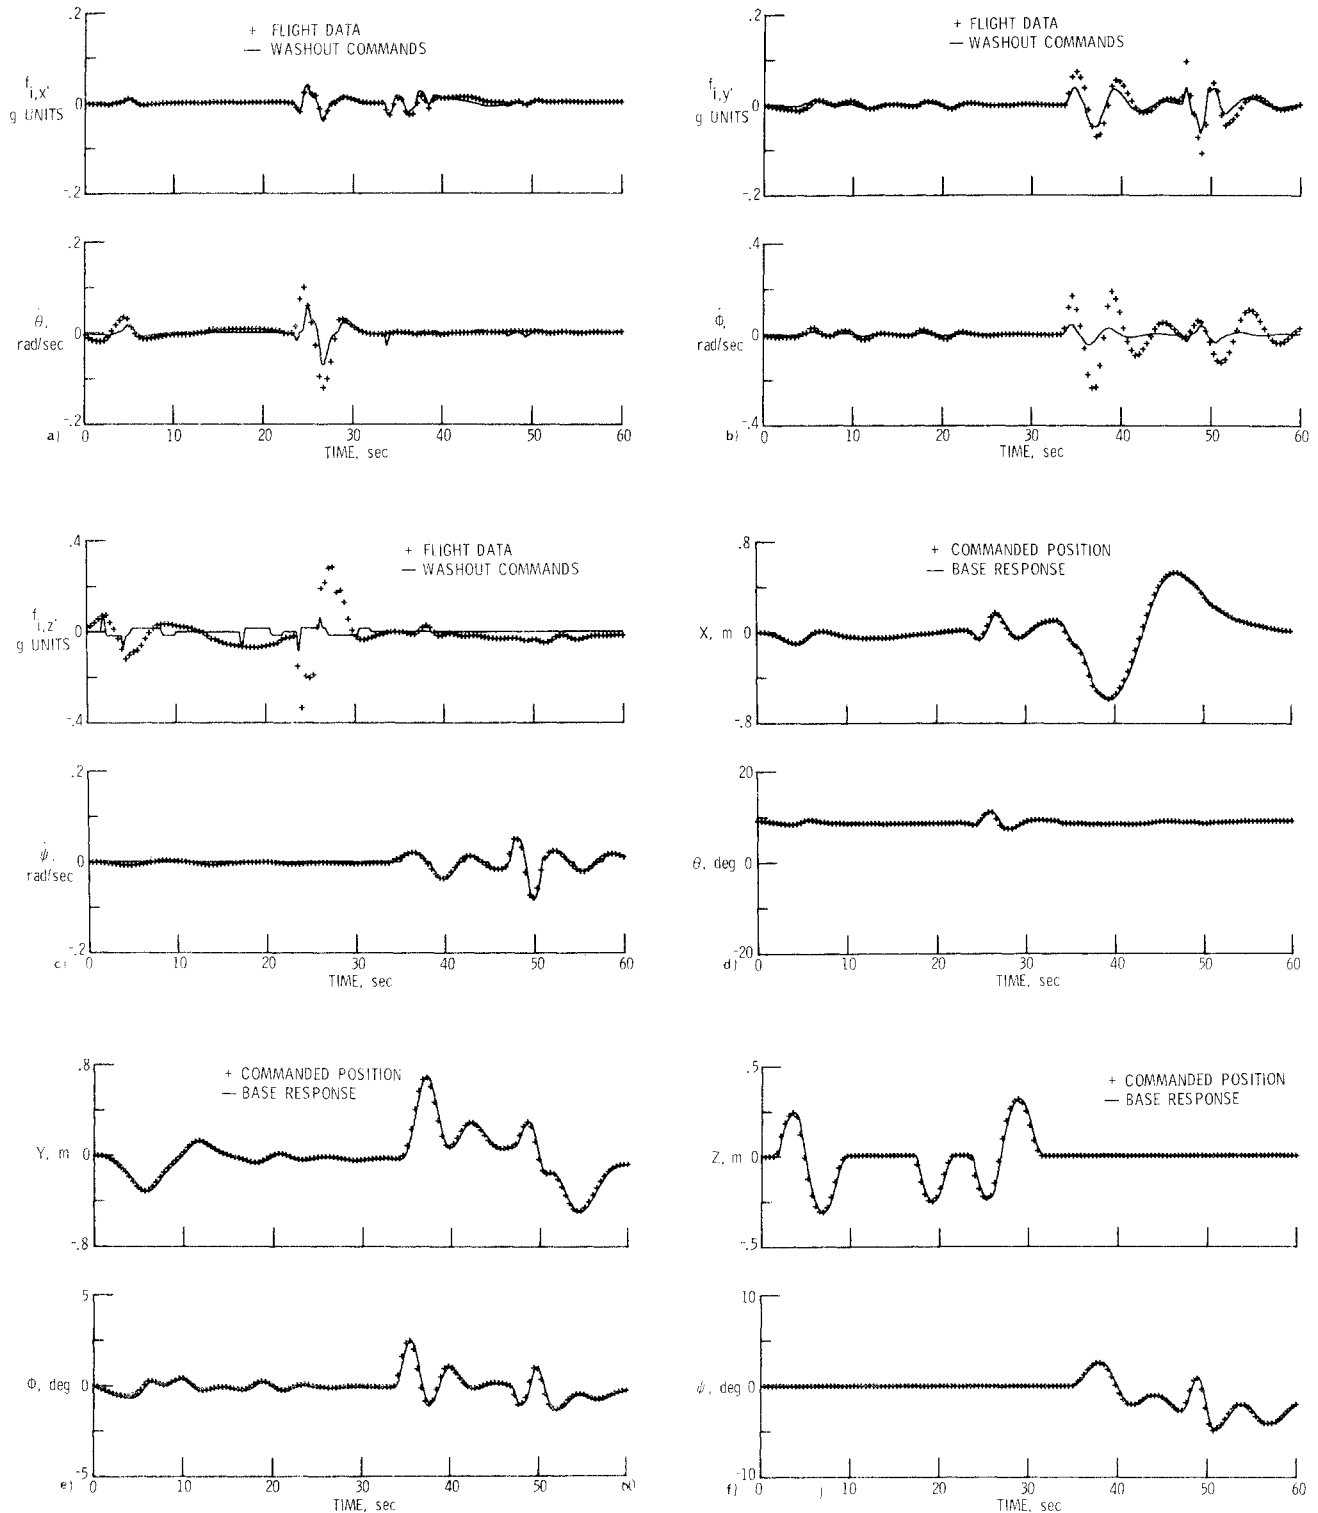 .2
+ FLIGHT DATA
— WASHOUT COMMANDS
f i,x'
g UNITS
0
-.2
.2
θ̇,
rad/sec
0
-.2
a)
0 10 20 30 40 50 60
TIME, sec
.2
+ FLIGHT DATA
— WASHOUT COMMANDS
f i,y'
g UNITS
0
-.2
.4
Φ̇,
rad/sec
0
-.4
b)
0 10 20 30 40 50 60
TIME, sec
.4
+ FLIGHT DATA
— WASHOUT COMMANDS
f i,z'
g UNITS
0
-.4
.2
ψ̇,
rad/sec
0
-.2
c)
0 10 20 30 40 50 60
TIME, sec
.8
+ COMMANDED POSITION
— BASE RESPONSE
X, m 0
-.8
20
θ, deg 0
-20
d)
0 10 20 30 40 50 60
TIME, sec
.8
+ COMMANDED POSITION
— BASE RESPONSE
Y, m 0
-.8
5
Φ, deg 0
-5
e)
0 10 20 30 40 50
TIME, sec
.5
+ COMMANDED POSITION
— BASE RESPONSE
Z, m 0
-.5
10
ψ, deg 0
-10
f)
0 10 20 30 40 50 60
TIME, sec